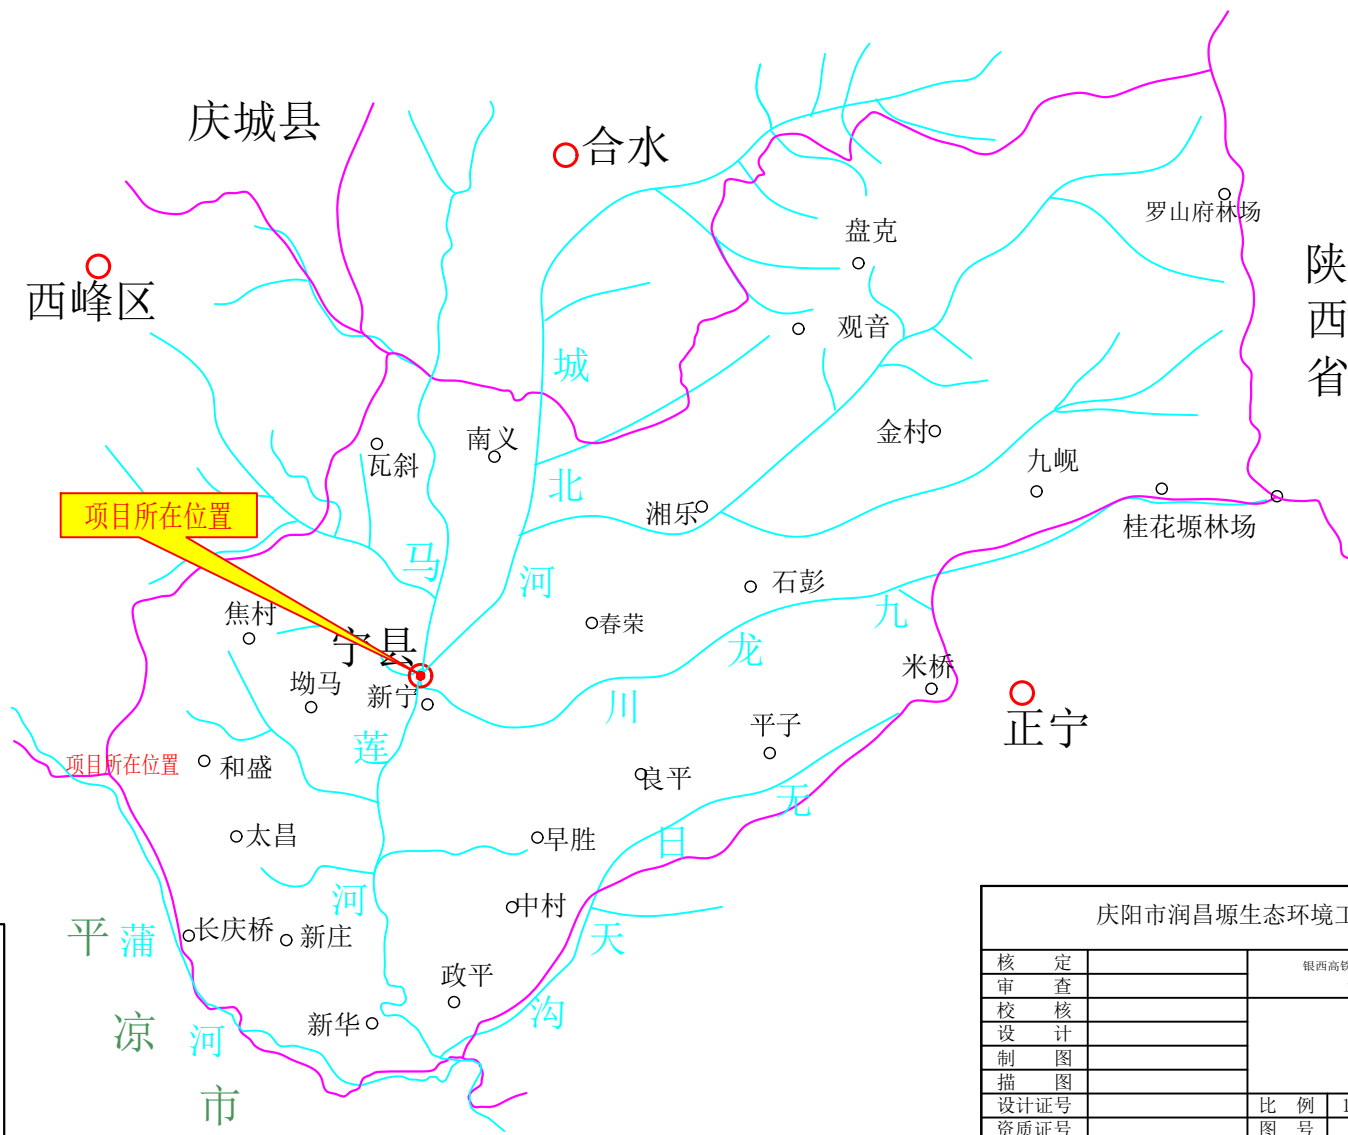 庆城县
合水
罗山府林场
盘克
陕
西
省
西峰区
观音
城
南义
瓦斜
金村
九岘
北
湘乐
项目所在位置
桂花塬林场
马
河
石彭
九
焦村
春荣
龙
宁县
米桥
坳马
新宁
川
正宁
平子
莲
项目所在位置
和盛
良平
无
太昌
早胜
日
河
中村
平
蒲
长庆桥
新庄
天
政平
凉
河
新华
沟
市
庆阳市润昌塬生态环境工
核 定
银西高铁
审 查
校 核
设 计
制 图
描 图
设计证号
比 例
1
资质证号
图 号